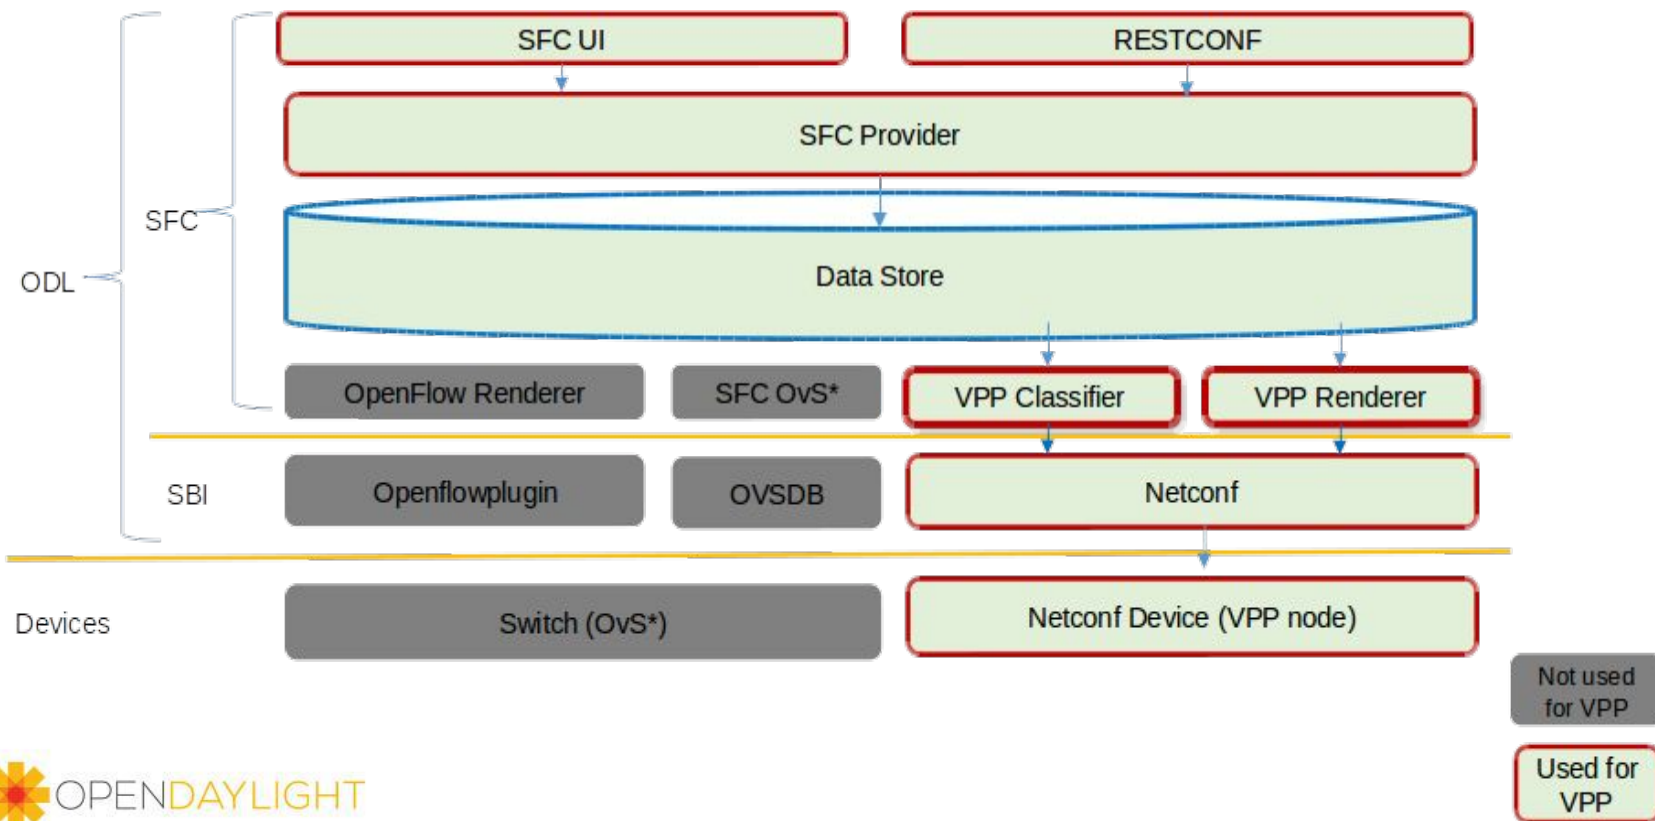 SFC UI
RESTCONF
SFC Provider
SFC
ODL
Data Store
OpenFlow Renderer
SFC OvS*
VPP Classifier
VPP Renderer
SBI
Openflowplugin
OVSDB
Netconf
Devices
Switch (OvS*)
Netconf Device (VPP node)
Not used
for VPP
Used for
VPP
OPENDAYLIGHT